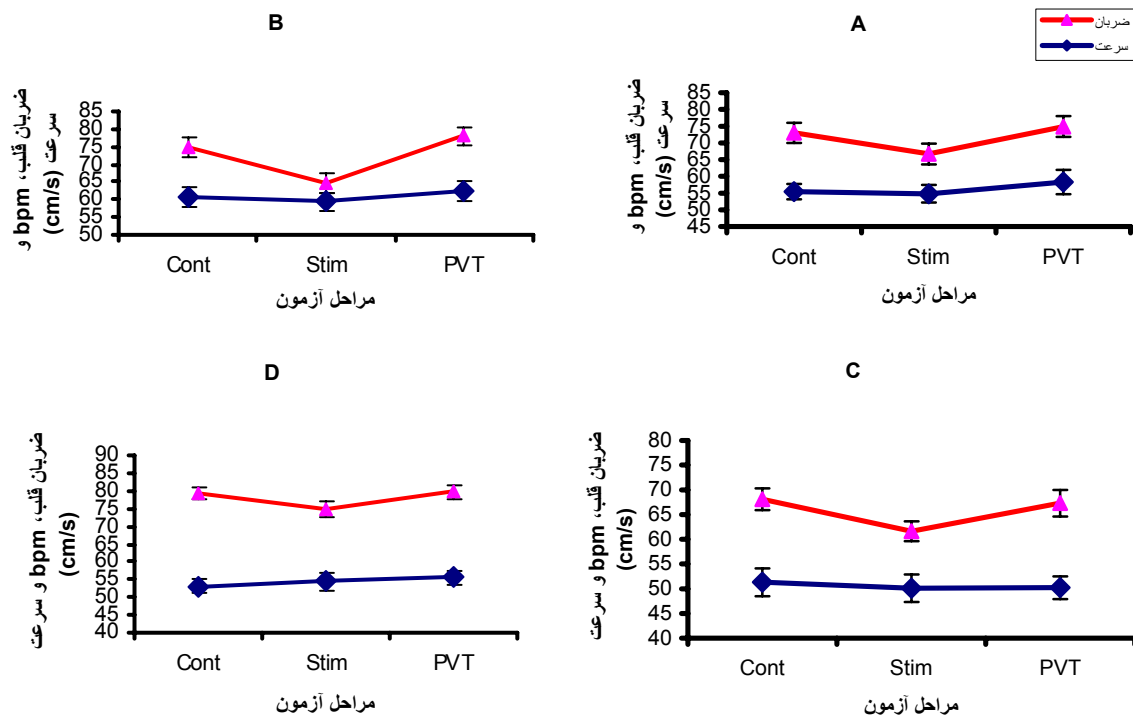 B
ضربان قلب، bpm و
سرعت (cm/s)
85
80
75
70
65
60
55
50
Cont Stim PVT
مراحل آزمون
A
ضربان
سرعت
ضربان قلب، bpm و
سرعت (cm/s)
85
80
75
70
65
60
55
50
45
Cont Stim PVT
مراحل آزمون
D
ضربان قلب، bpm و سرعت
(cm/s)
90
85
80
75
70
65
60
55
50
45
40
Cont Stim PVT
مراحل آزمون
C
ضربان قلب، bpm و سرعت
(cm/s)
80
75
70
65
60
55
50
45
40
Cont Stim PVT
مراحل آزمون